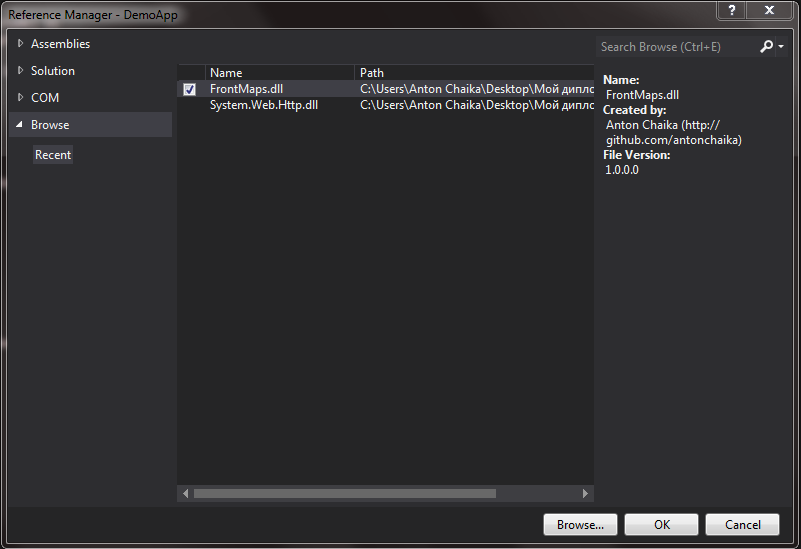 Reference Manager - DemoApp
?
X
Assemblies
Solution
COM
Browse
Recent
Name Path
FrontMaps.dll C:\Users\Anton Chaika\Desktop\Мой дипло
System.Web.Http.dll C:\Users\Anton Chaika\Desktop\Мой дипло
Search Browse (Ctrl+E)
Name:
FrontMaps.dll
Created by:
Anton Chaika (http://
github.com/antonchaika)
File Version:
1.0.0.0
Browse... OK Cancel